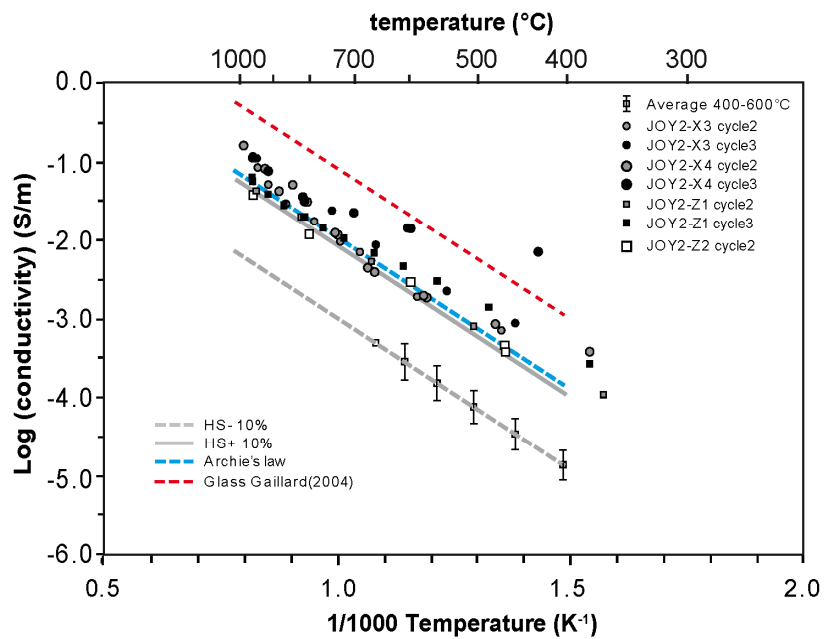 temperature (°C)
1000 700 500 400 300
0.0
-1.0
-2.0
-3.0
-4.0
-5.0
-6.0
Log (conductivity) (S/m)
Average 400-600°C
JOY2-X3 cycle2
JOY2-X3 cycle3
JOY2-X4 cycle2
JOY2-X4 cycle3
JOY2-Z1 cycle2
JOY2-Z1 cycle3
JOY2-Z2 cycle2
HS- 10%
HS+ 10%
Archie's law
Glass Gaillard(2004)
0.5 1.0 1.5 2.0
1/1000 Temperature (K-1)